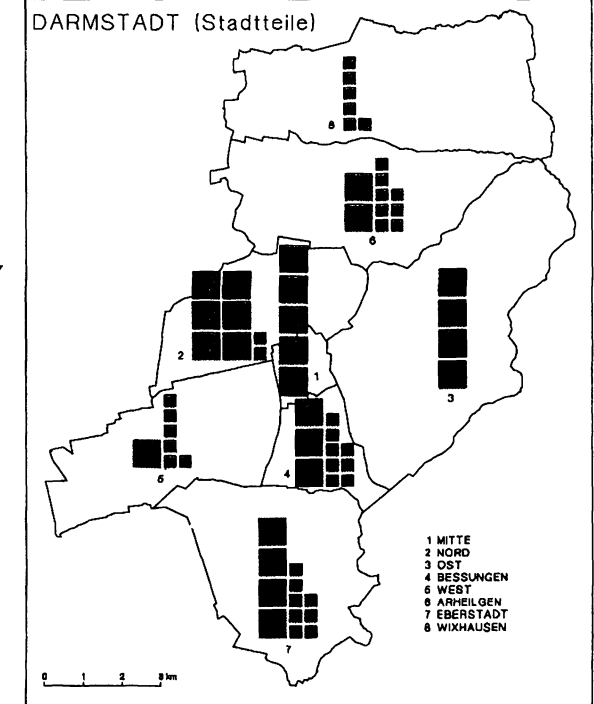 DARMSTADT (Stadtteile)
8
6
2
1
3
5
4
7
1 MITTE
2 NORD
3 OST
4 BESSUNGEN
5 WEST
6 ARHEILGEN
7 EBERSTADT
8 WIXHAUSEN
0 1 2 3 km